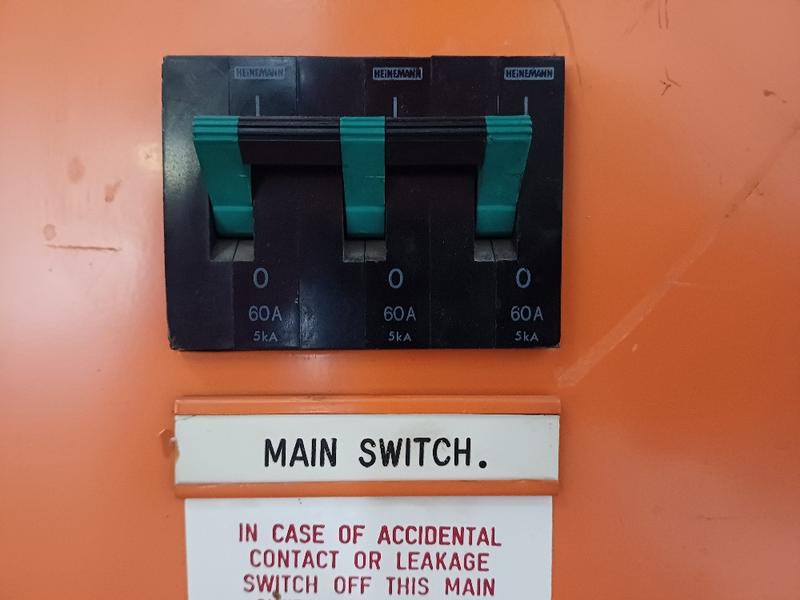 HEINEMANN HEINEMANN HEINEMANN
I I I
O O O
60A 60A 60A
5kA 5kA 5kA
MAIN SWITCH.
IN CASE OF ACCIDENTAL
CONTACT OR LEAKAGE
SWITCH OFF THIS MAIN